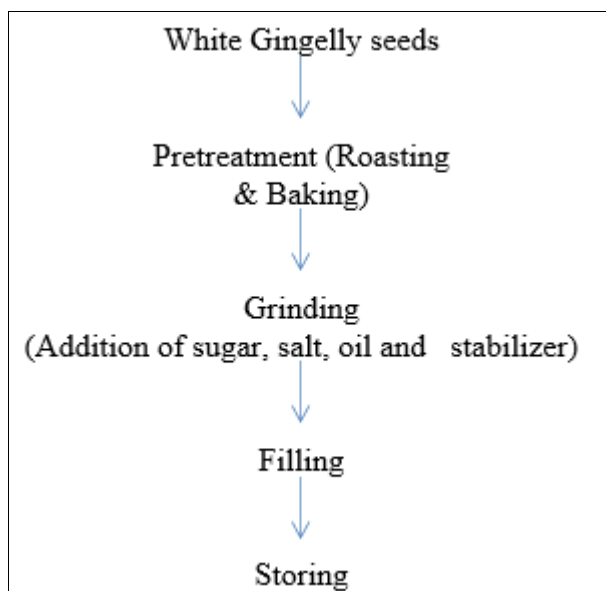 White Gingelly seeds
Pretreatment (Roasting
& Baking)
Grinding
(Addition of sugar, salt, oil and stabilizer)
Filling
Storing